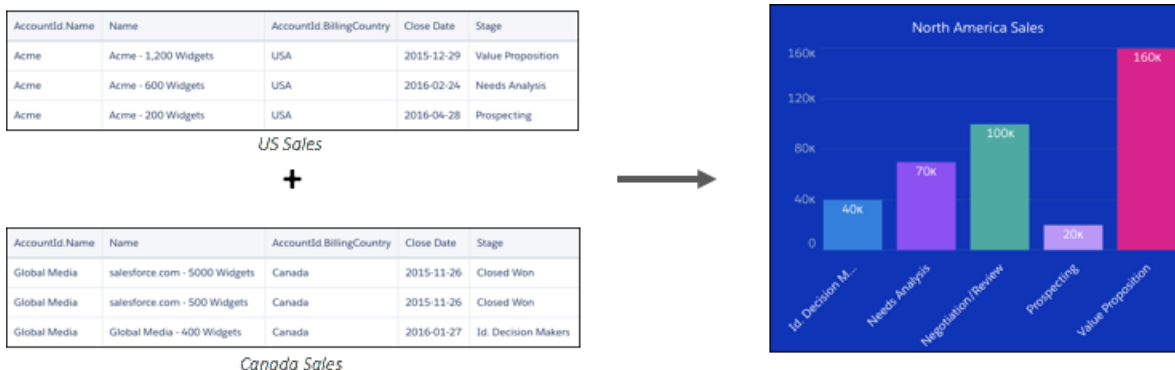 AccountId.Name Name AccountId.BillingCountry Close Date Stage
Acme Acme - 1,200 Widgets USA 2015-12-29 Value Proposition
Acme Acme - 600 Widgets USA 2016-02-24 Needs Analysis
Acme Acme - 200 Widgets USA 2016-04-28 Prospecting
US Sales
+
AccountId.Name Name AccountId.BillingCountry Close Date Stage
Global Media salesforce.com - 5000 Widgets Canada 2015-11-26 Closed Won
Global Media salesforce.com - 500 Widgets Canada 2015-11-26 Closed Won
Global Media Global Media - 400 Widgets Canada 2016-01-27 Id. Decision Makers
Canada Sales
North America Sales
160K
120K
80K
40K
0
40K
70K
100K
20K
160K
Id. Decision M...
Needs Analysis
Negotiation/Review
Prospecting
Value Proposition